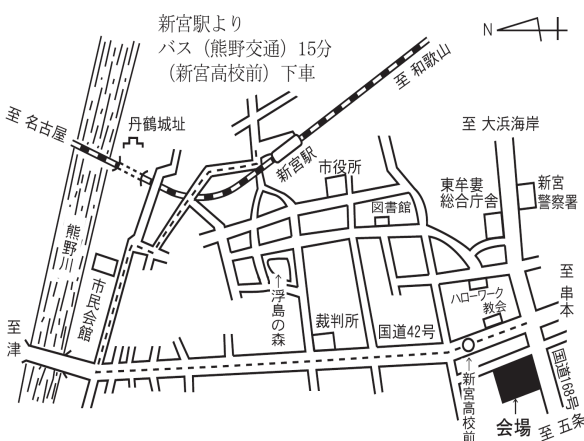 新宮駅より
バス（熊野交通）15分
（新宮高校前）下車
N
至 和歌山
至 名古屋
丹鶴城址
至 大浜海岸
新宮駅
市役所
図書館
東牟婁
総合庁舎
新宮
警察署
熊野川
市民会館
←浮島の森
ハローワーク
教会
至 串本
裁判所
国道42号
至 津
←新宮高校前
国道168号
会場
至 五条